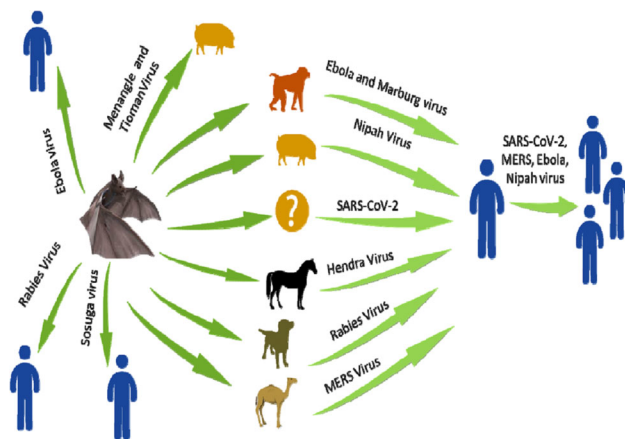 Ebola virus
Menangle and
TiomanVirus
Ebola and Marburg virus
Nipah Virus
?
SARS-CoV-2
Hendra Virus
Rabies Virus
MERS Virus
SARS-CoV-2,
MERS, Ebola,
Nipah virus
Rabies Virus
Sosuga virus